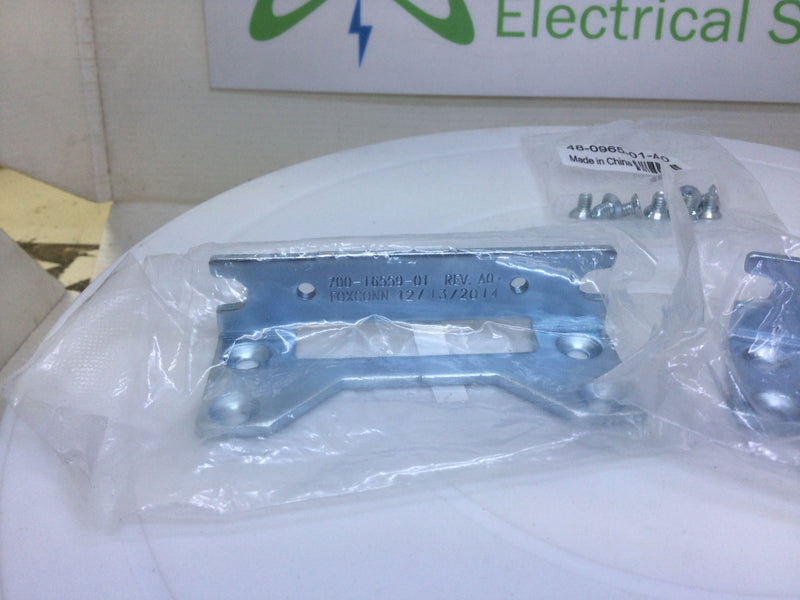 Electrical S
48-0965-01-A0
Made in China
700-16559-01 REV. A0
FOXCONN 12/13/2014